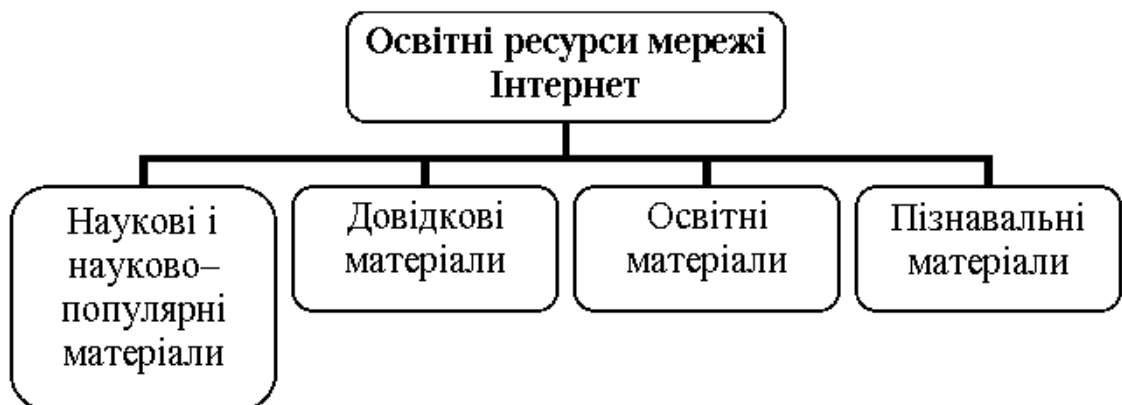 Освітні ресурси мережі
Інтернет
Наукові і
науково–
популярні
матеріали
Довідкові
матеріали
Освітні
матеріали
Пізнавальні
матеріали